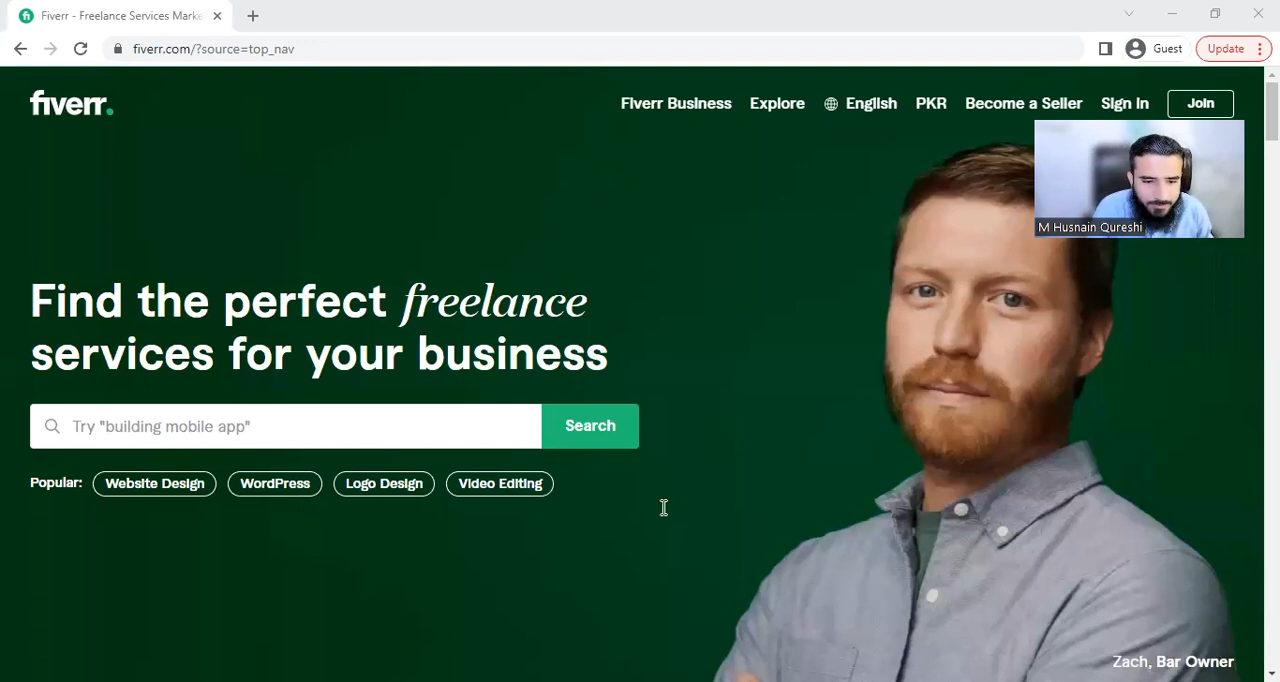 Fiverr - Freelance Services Marke
fiverr.com/?source=top_nav
Guest
Update
fiverr.
Fiverr Business
Explore
English
PKR
Become a Seller
Sign In
Join
M Husnain Qureshi
Find the perfect freelance
services for your business
Try "building mobile app"
Search
Popular:
Website Design
WordPress
Logo Design
Video Editing
Zach, Bar Owner